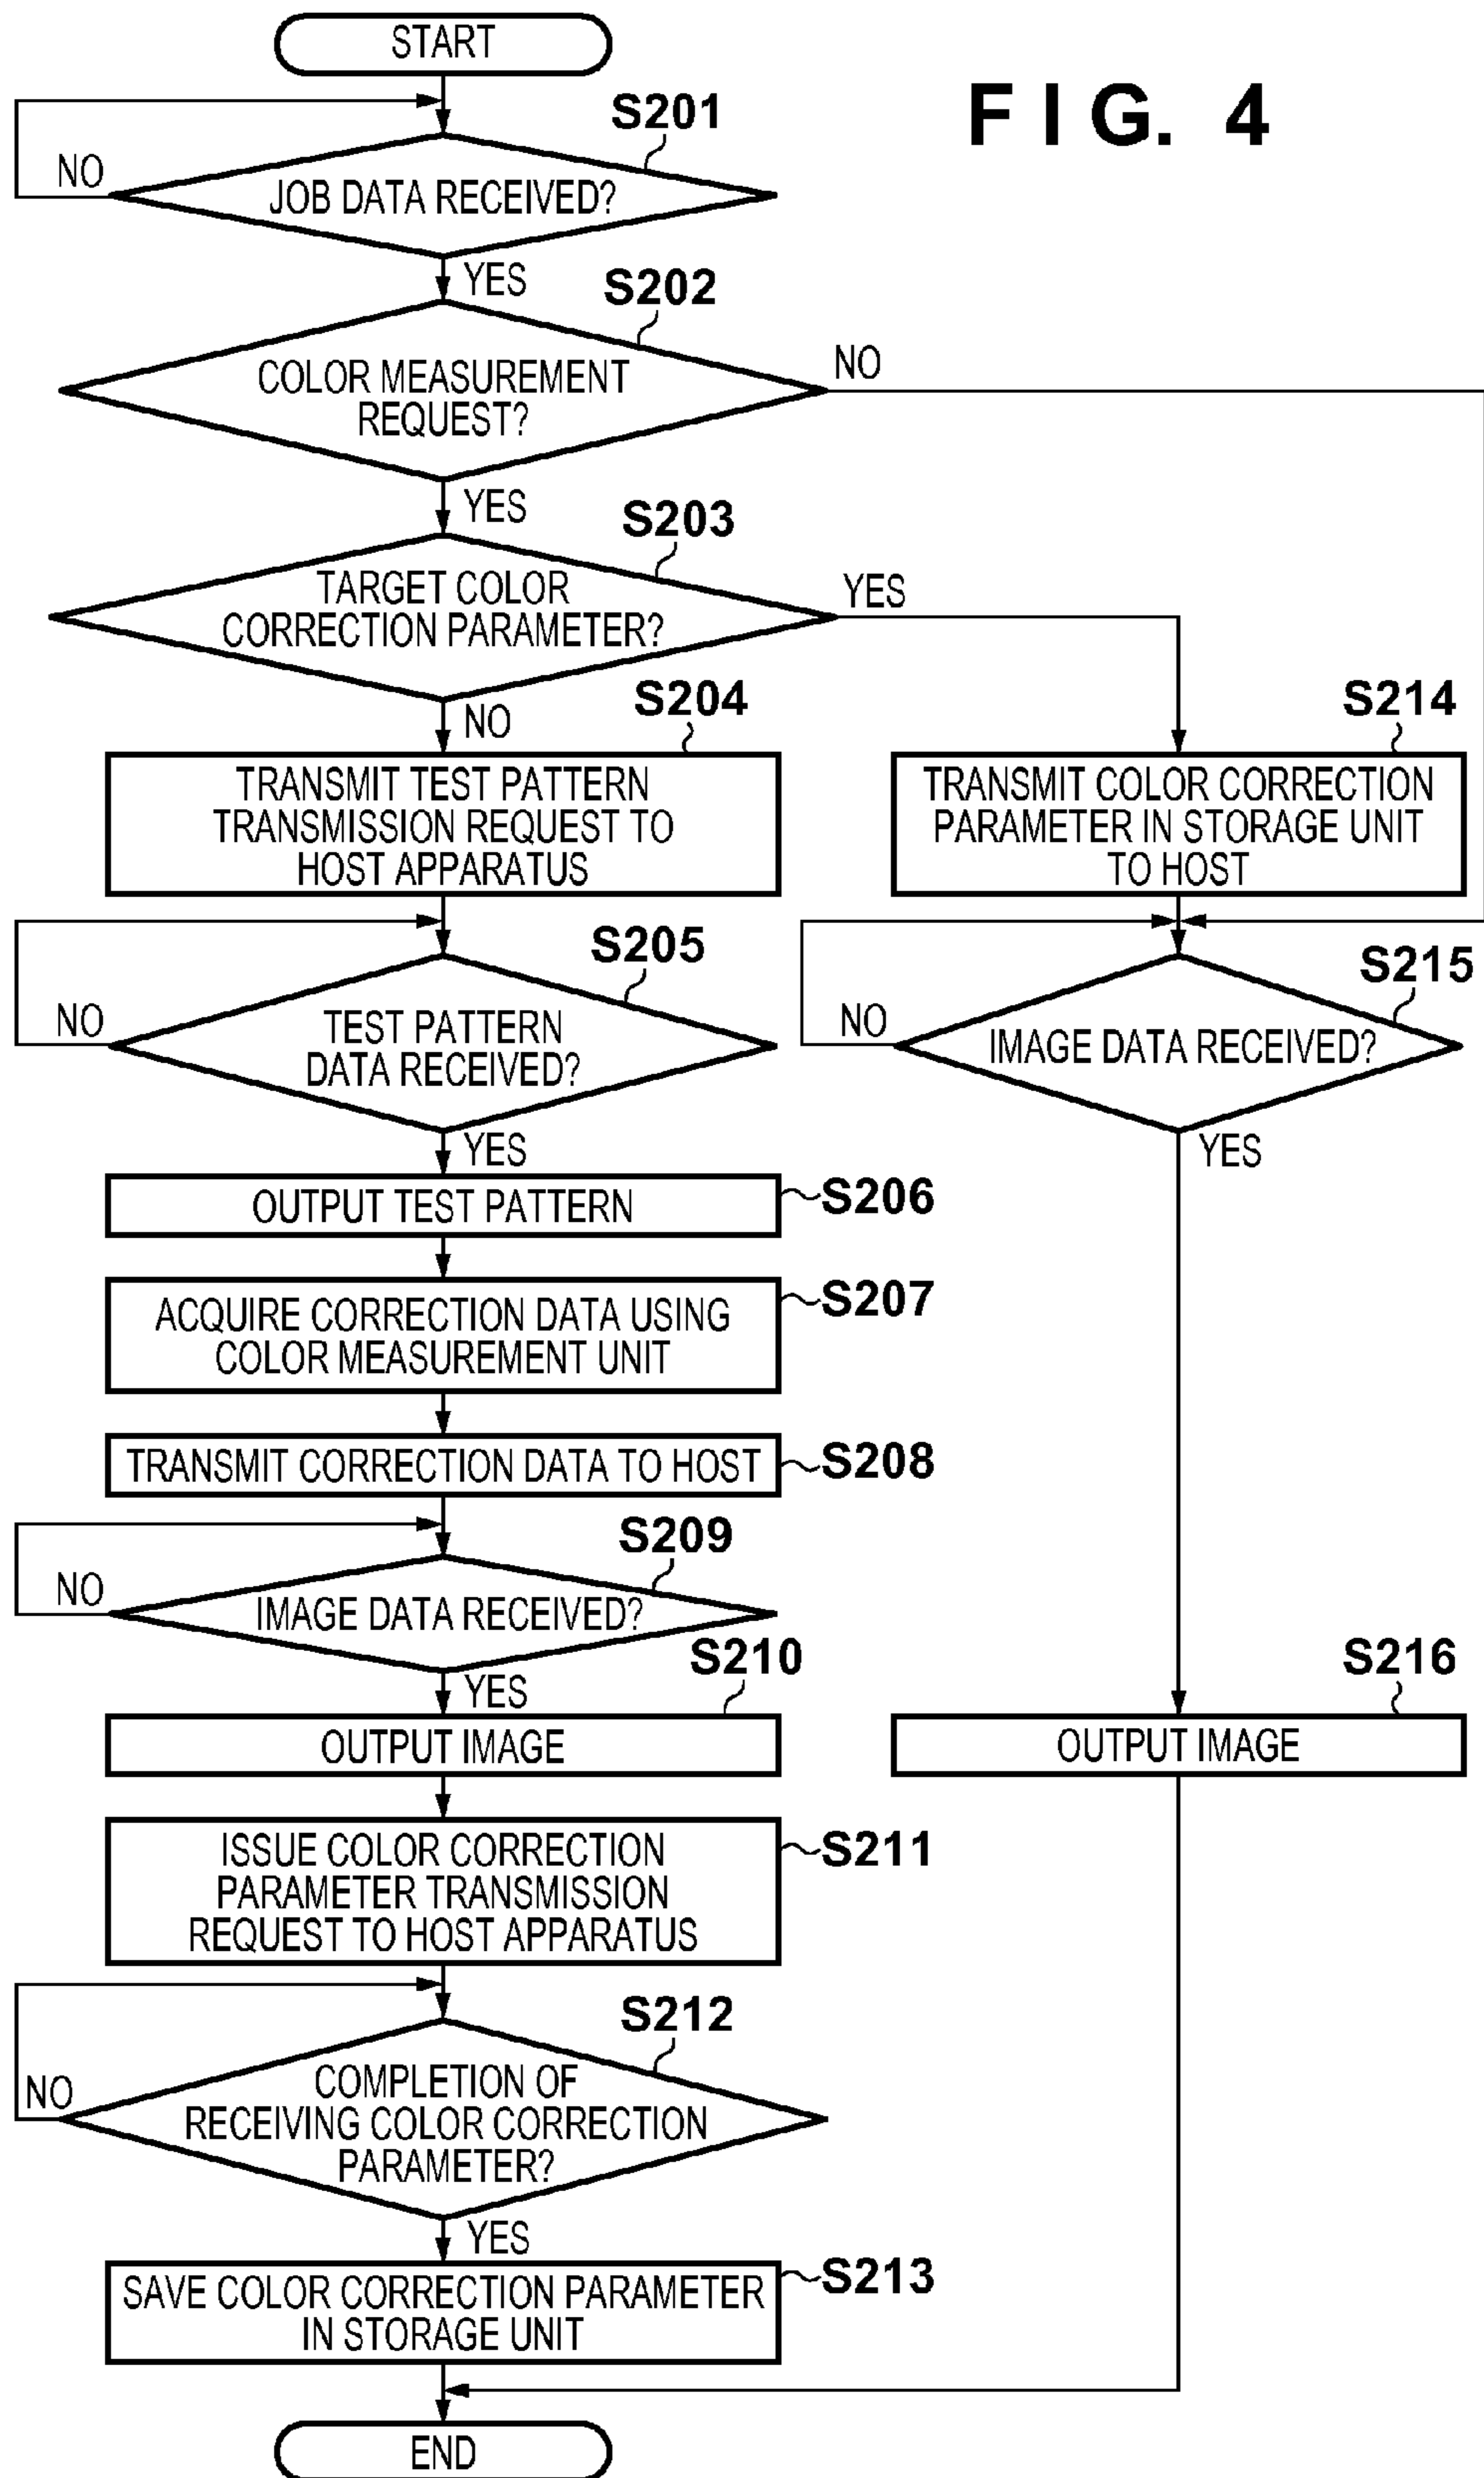 START
F I G. 4
S201
NO
JOB DATA RECEIVED?
YES
S202
NO
COLOR MEASUREMENT
REQUEST?
YES
S203
YES
TARGET COLOR
CORRECTION PARAMETER?
NO
S204
TRANSMIT TEST PATTERN
TRANSMISSION REQUEST TO
HOST APPARATUS
S214
TRANSMIT COLOR CORRECTION
PARAMETER IN STORAGE UNIT
TO HOST
S205
NO
TEST PATTERN
DATA RECEIVED?
YES
S215
NO
IMAGE DATA RECEIVED?
YES
OUTPUT TEST PATTERN
S206
ACQUIRE CORRECTION DATA USING
COLOR MEASUREMENT UNIT
S207
TRANSMIT CORRECTION DATA TO HOST
S208
S209
NO
IMAGE DATA RECEIVED?
YES
S210
OUTPUT IMAGE
S216
OUTPUT IMAGE
ISSUE COLOR CORRECTION
PARAMETER TRANSMISSION
REQUEST TO HOST APPARATUS
S211
S212
NO
COMPLETION OF
RECEIVING COLOR CORRECTION
PARAMETER?
YES
SAVE COLOR CORRECTION PARAMETER
IN STORAGE UNIT
S213
END